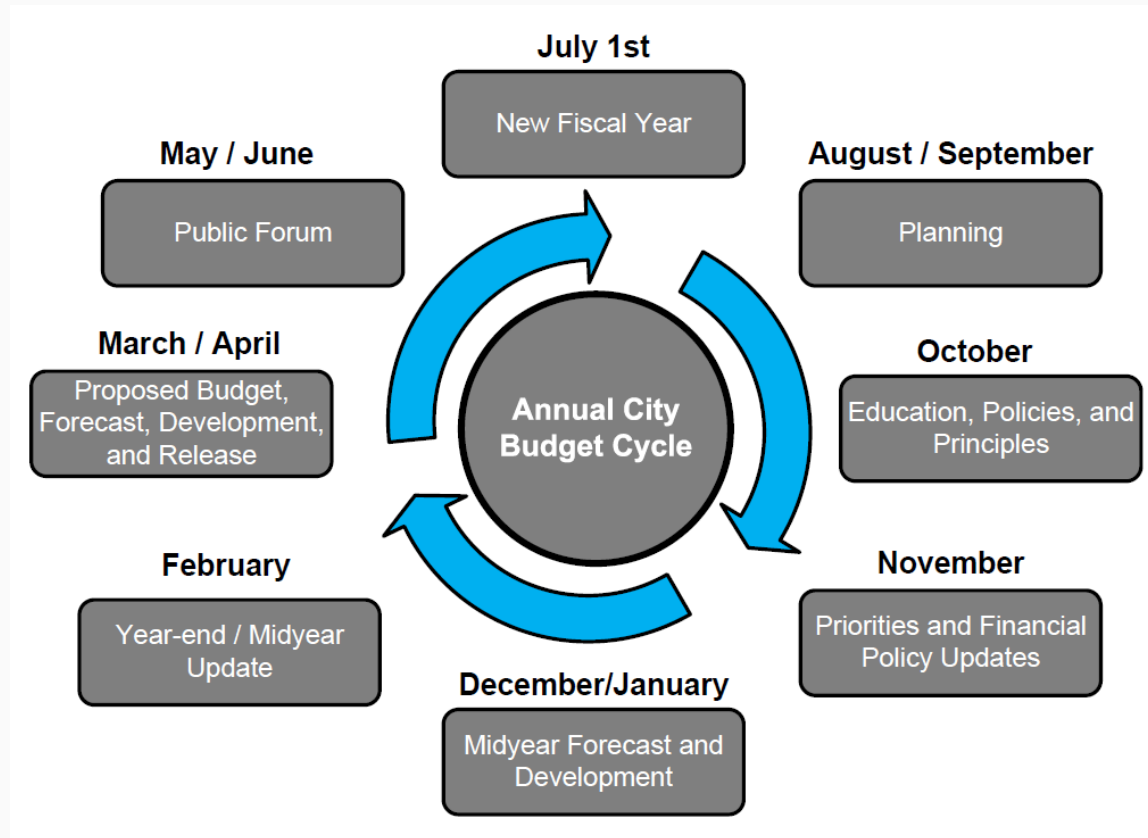 July 1st
New Fiscal Year
August / September
Planning
October
Education, Policies, and
Principles
November
Priorities and Financial
Policy Updates
December/January
Midyear Forecast and
Development
February
Year-end / Midyear
Update
March / April
Proposed Budget,
Forecast, Development,
and Release
May / June
Public Forum
Annual City
Budget Cycle